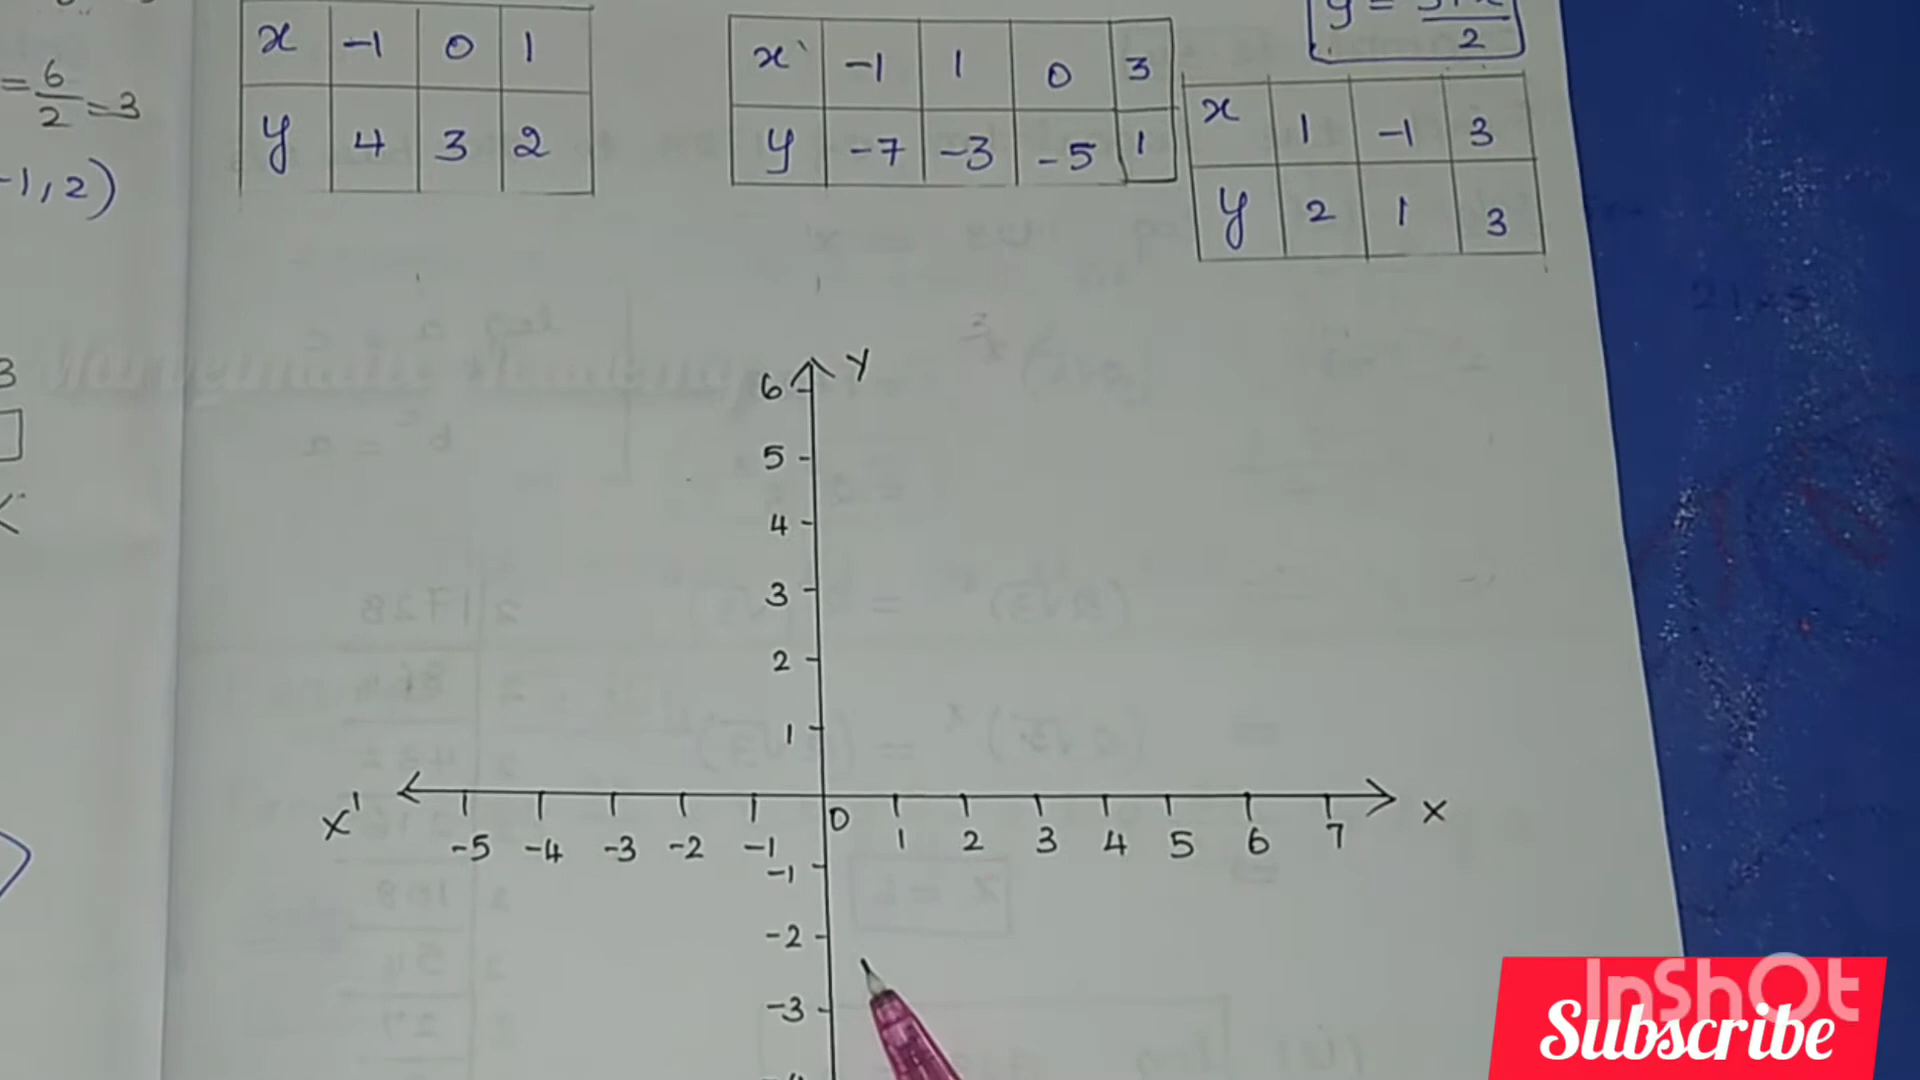 = 6/2 = 3
-1, 2)
3
x -1 0 1
y 4 3 2
x -1 1 0 3
y -7 -3 -5 1
2
x 1 -1 3
y 2 1 3
Y
6
5
4
3
2
1
X' -5 -4 -3 -2 -1 0 1 2 3 4 5 6 7 X
-1
-2
-3
InShOt
Subscribe